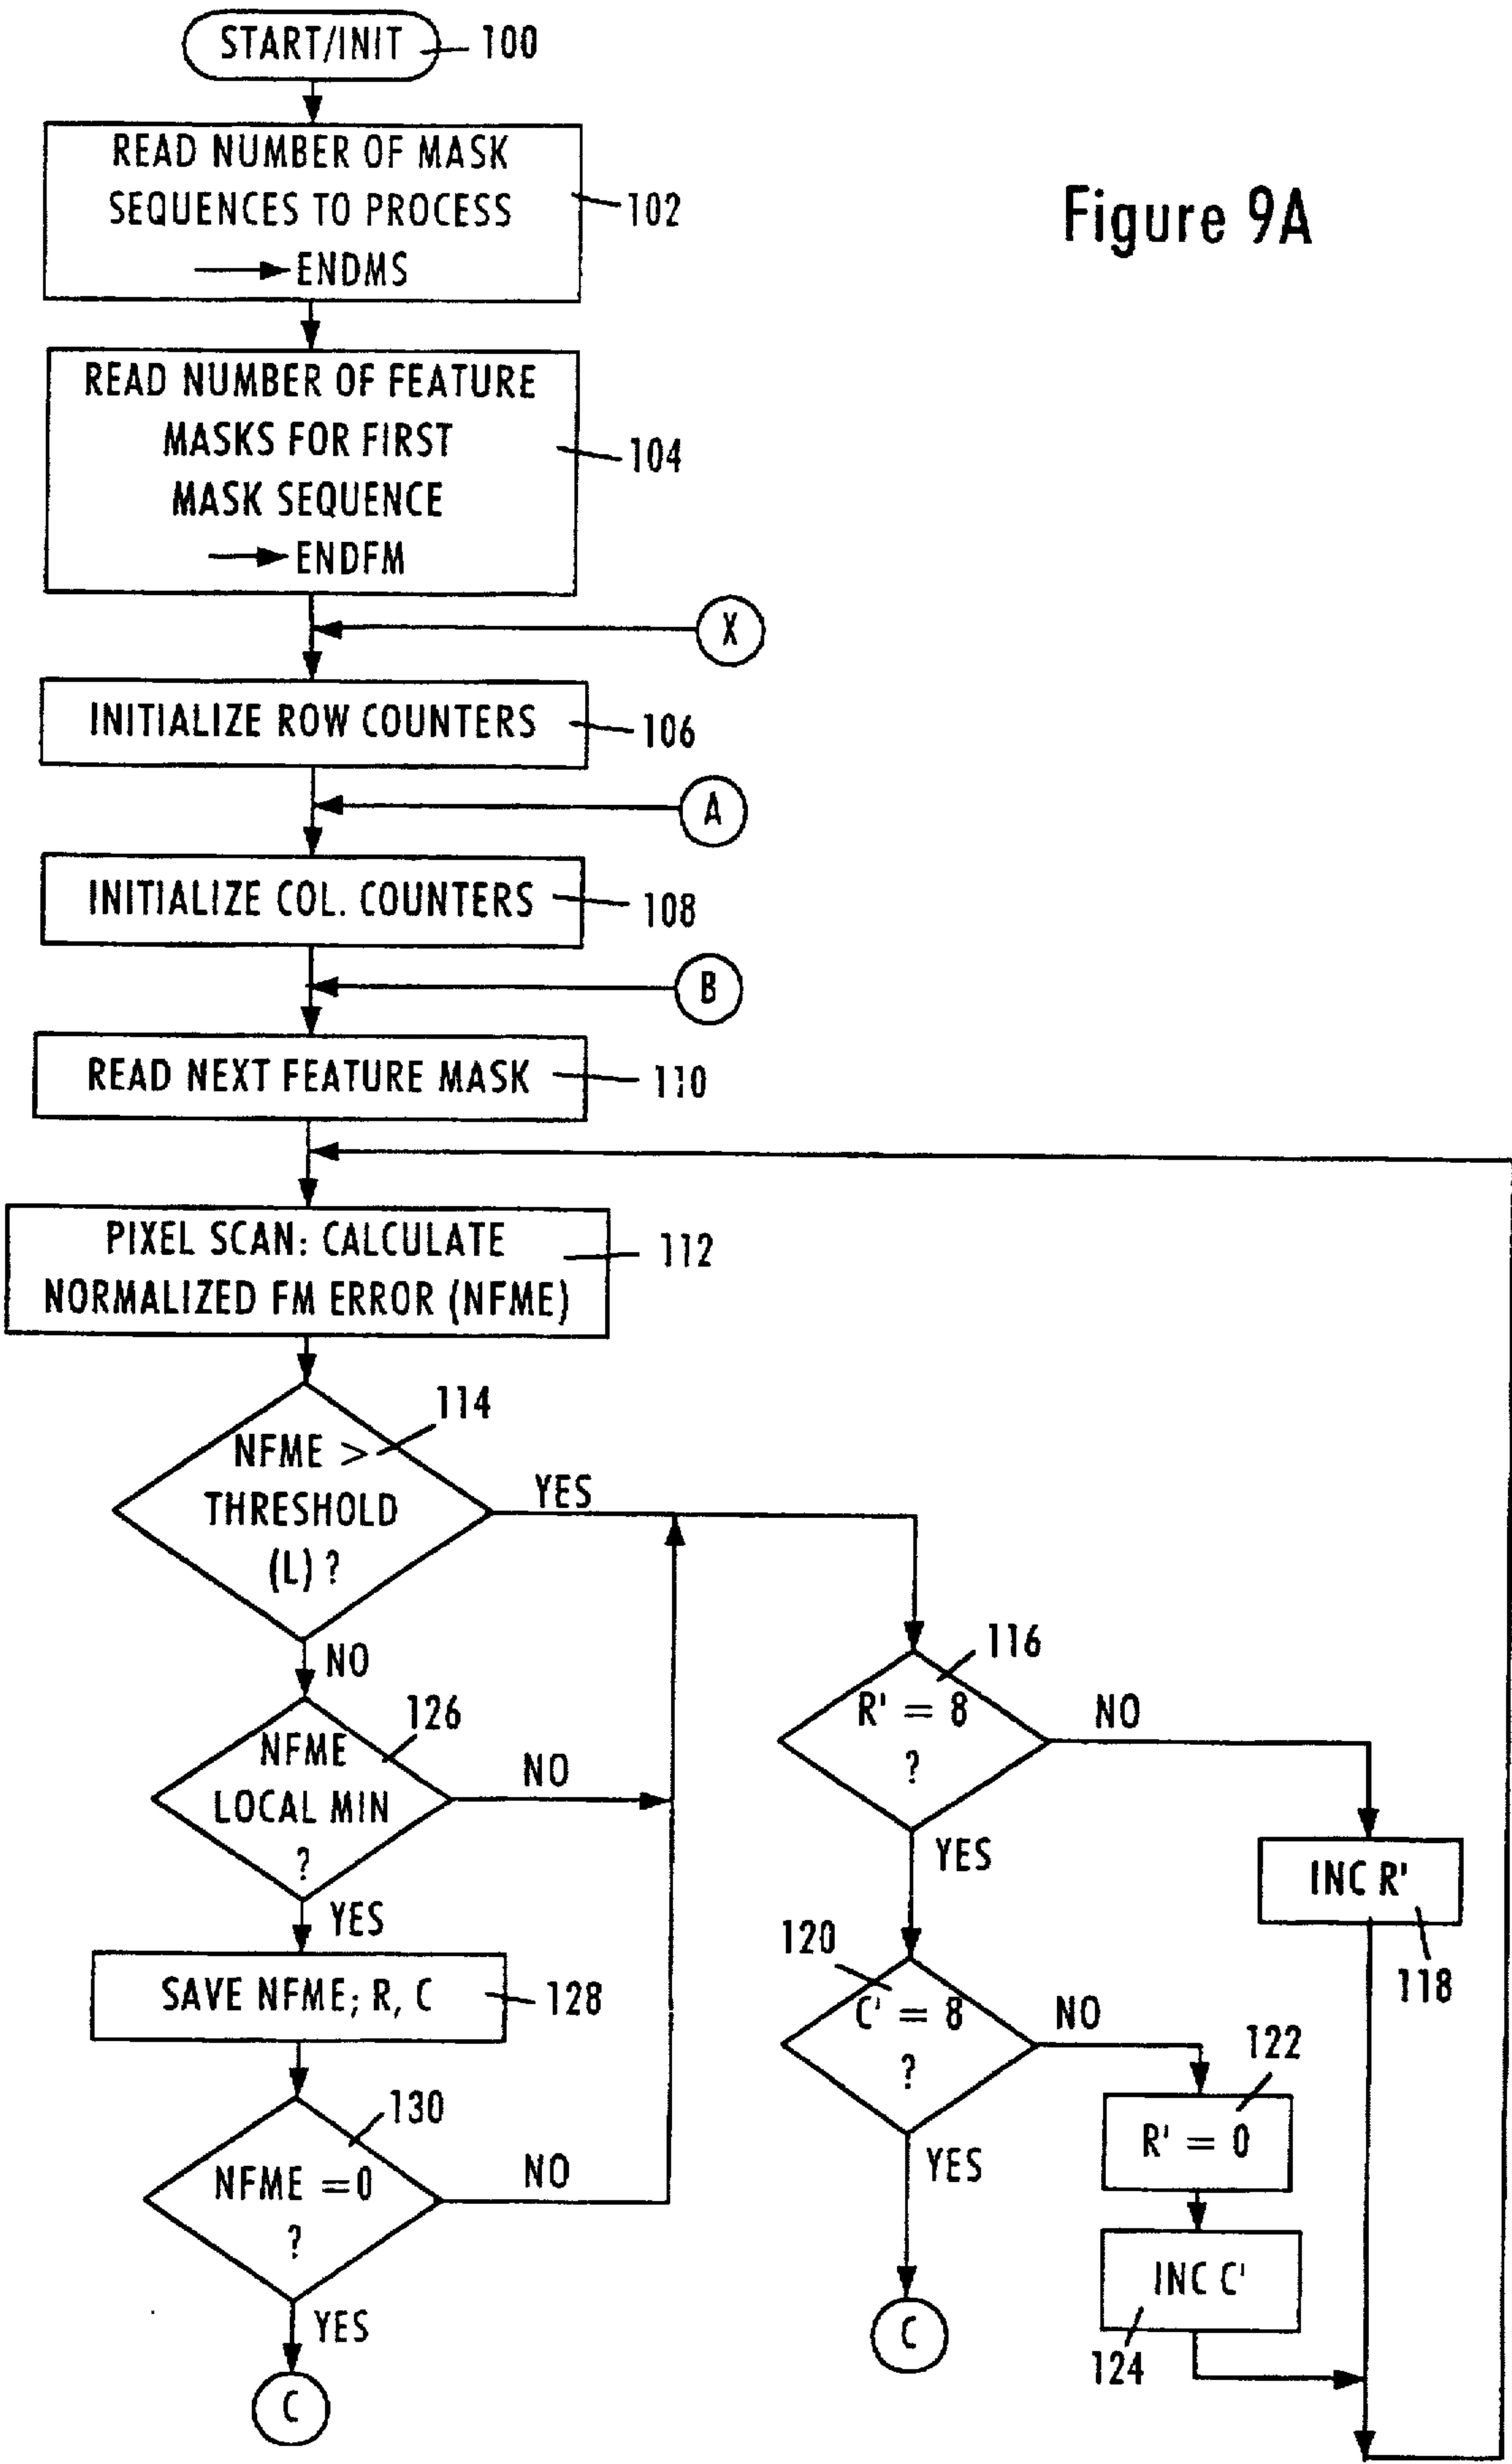 START/INIT
100
READ NUMBER OF MASK
SEQUENCES TO PROCESS
ENDMS
102
Figure 9A
READ NUMBER OF FEATURE
MASKS FOR FIRST
MASK SEQUENCE
ENDFM
104
X
INITIALIZE ROW COUNTERS
106
A
INITIALIZE COL. COUNTERS
108
B
READ NEXT FEATURE MASK
110
PIXEL SCAN: CALCULATE
NORMALIZED FM ERROR (NFME)
112
114
NFME >
THRESHOLD
(L) ?
YES
NO
126
NFME
LOCAL MIN
?
NO
YES
SAVE NFME; R, C
128
130
NFME =0
?
NO
YES
C
116
R' = 8
?
NO
YES
INC R'
118
120
C' = 8
?
NO
YES
122
R' = 0
INC C'
124
C